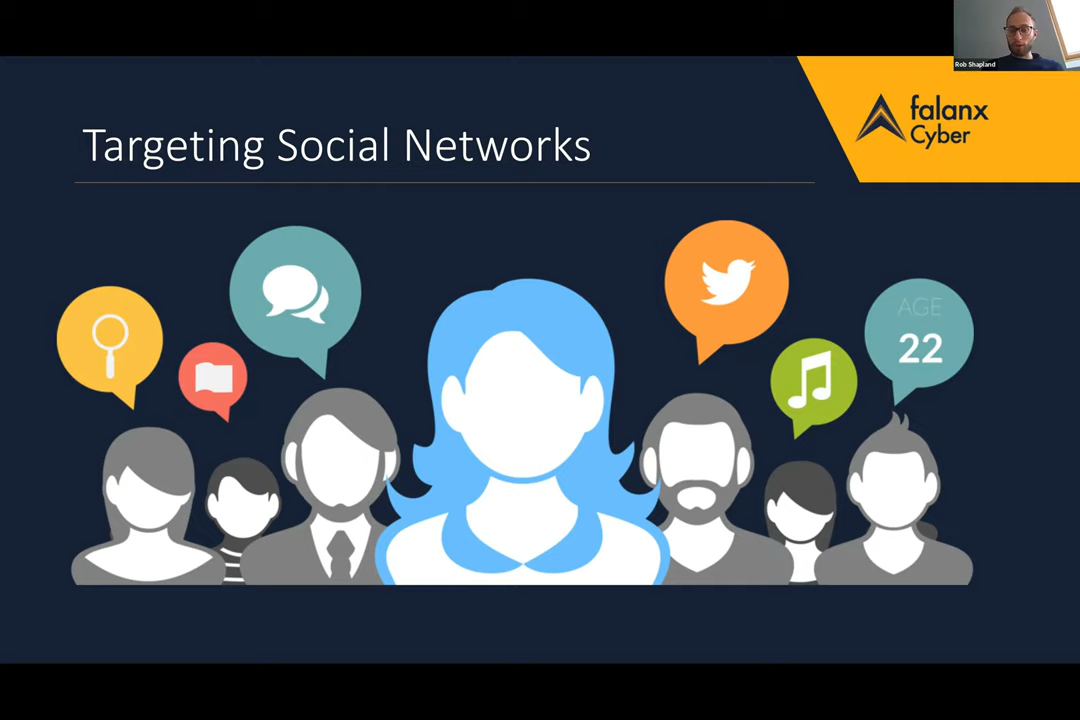 Rob Shapland
falanx
Cyber
Targeting Social Networks
AGE
22